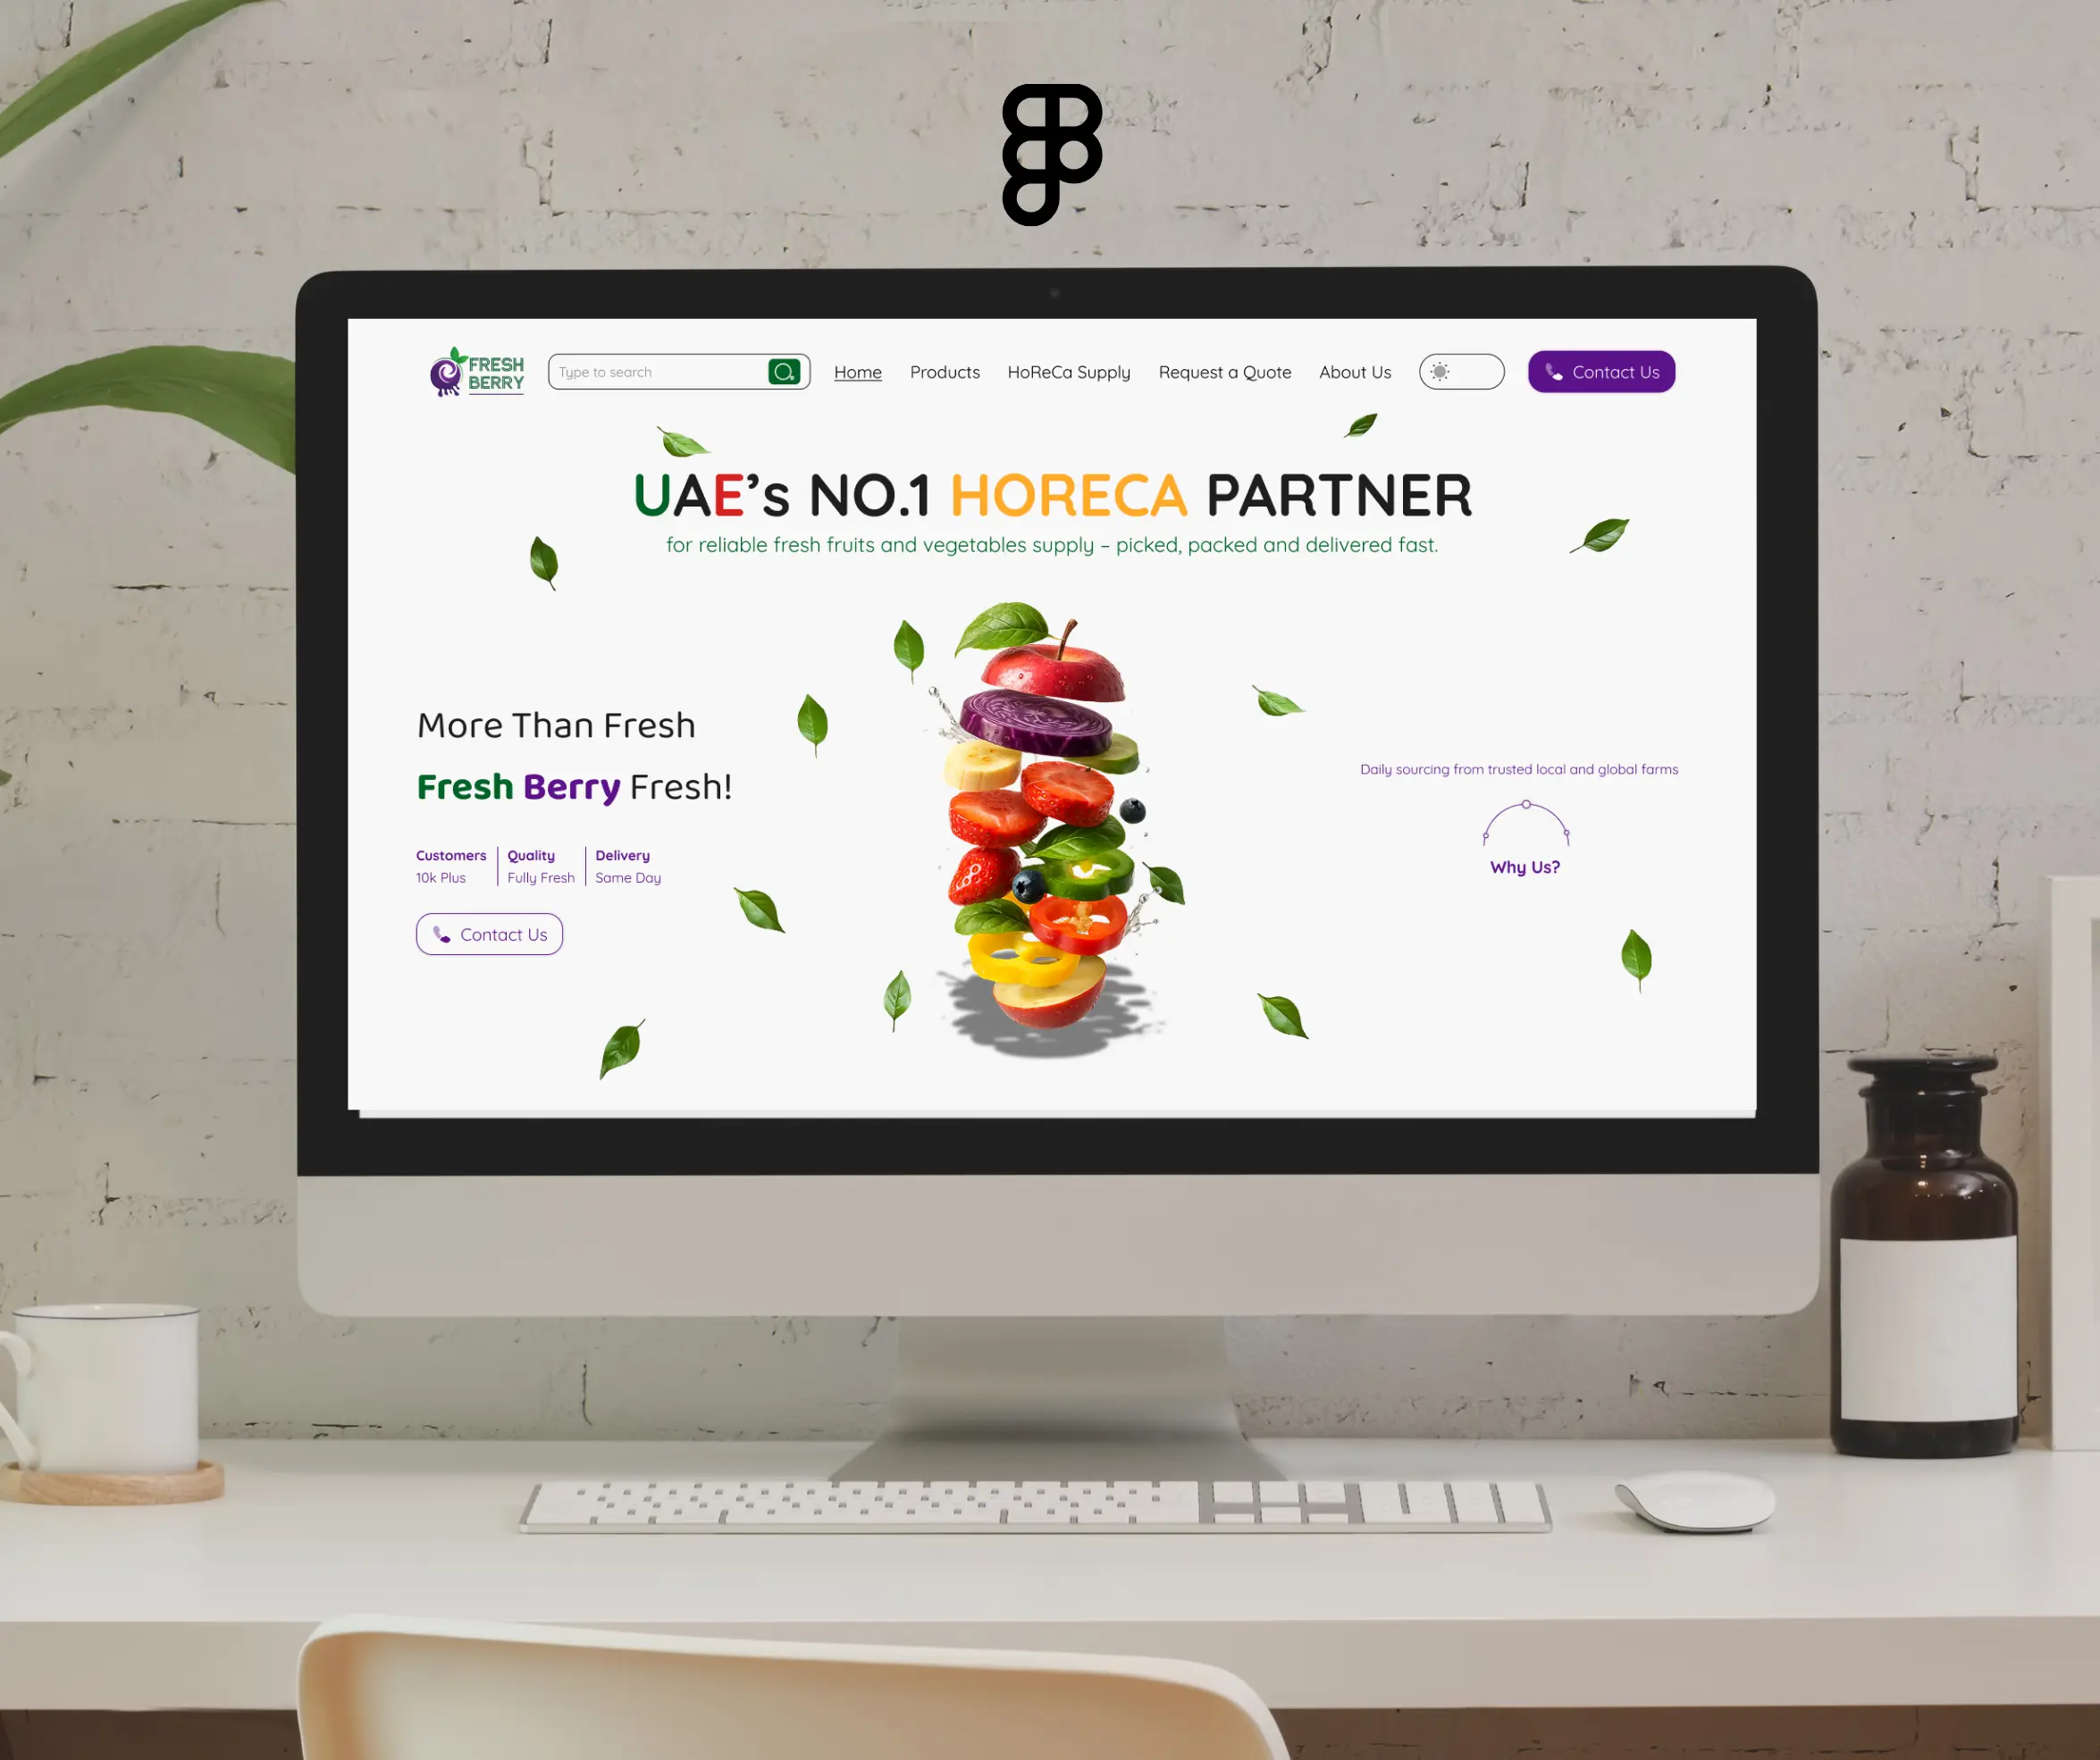 FRESH
BERRY
Type to search
Home
Products
HoReCa Supply
Request a Quote
About Us
Contact Us
UAE’s NO.1 HORECA PARTNER
for reliable fresh fruits and vegetables supply – picked, packed and delivered fast.
More Than Fresh
Fresh Berry Fresh!
Customers
10k Plus
Quality
Fully Fresh
Delivery
Same Day
Contact Us
Daily sourcing from trusted local and global farms
Why Us?